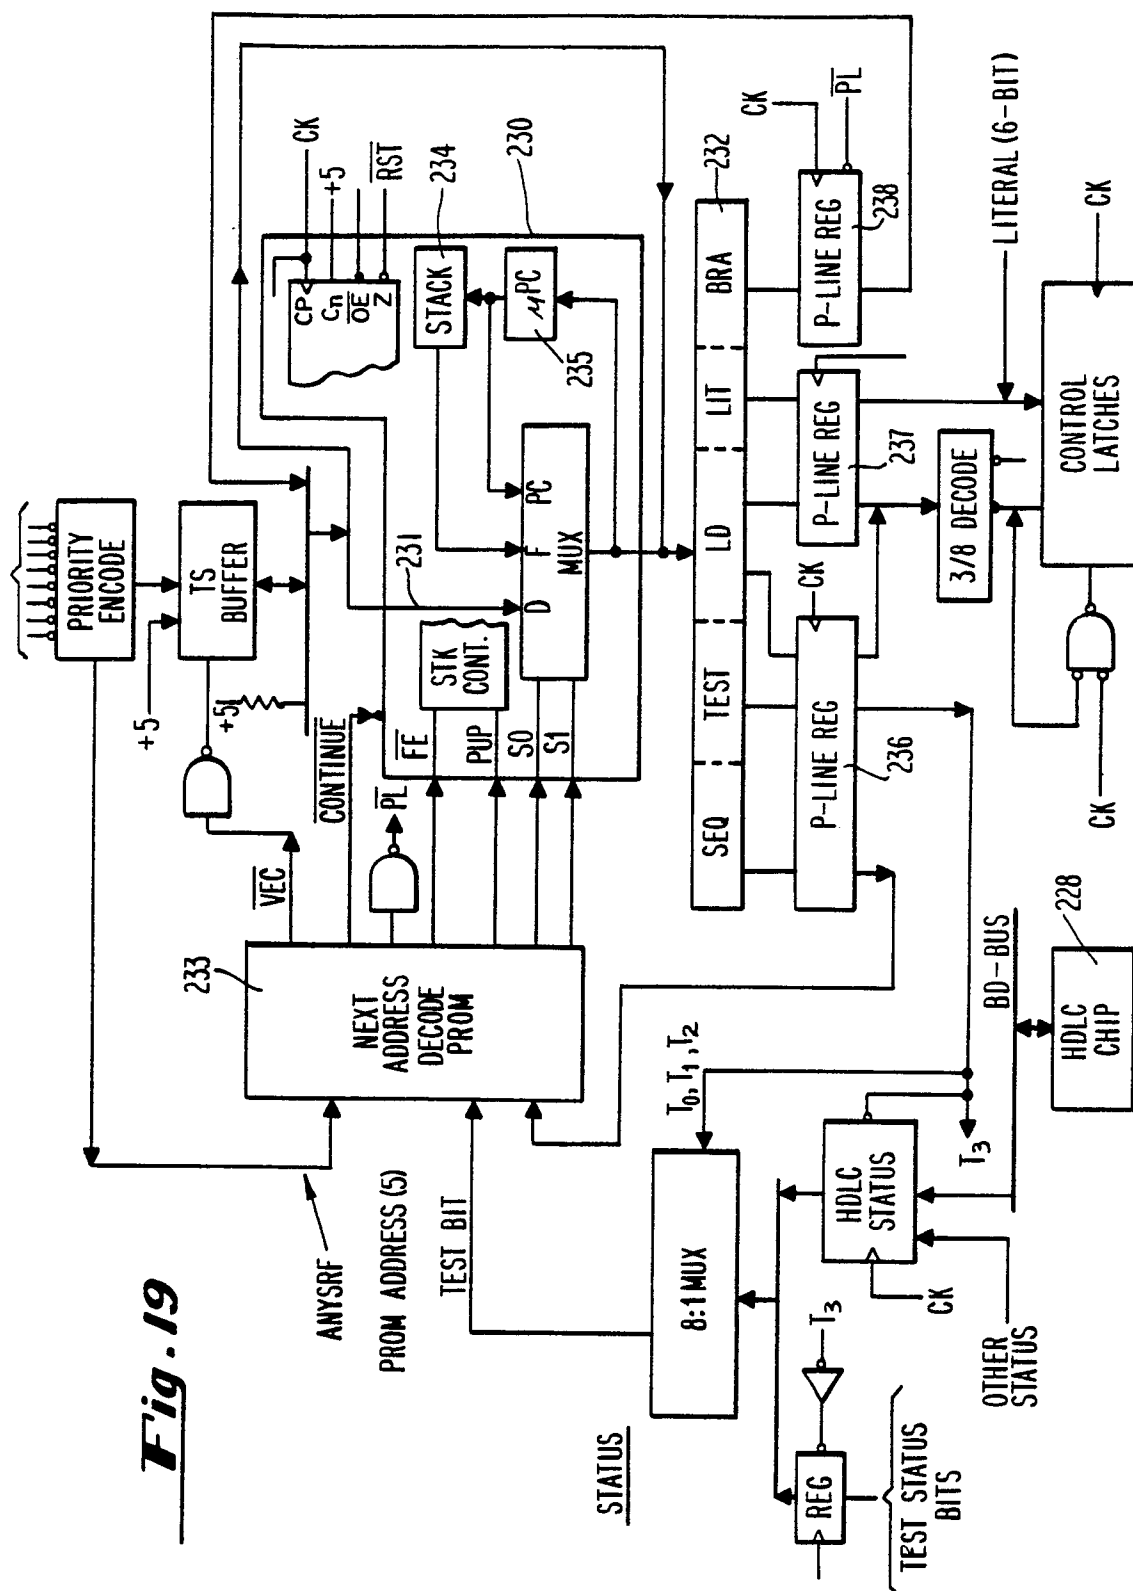 Fig. 19
PRIORITY
ENCODE
+5
TS
BUFFER
+5
VEC
CONTINUE
PL
FE
PUP
S0
S1
233
NEXT
ADDRESS
DECODE
PROM
ANYSRF
PROM ADDRESS (5)
TEST BIT
CK
+5
RST
CP
Cn
OE
Z
230
234
STACK
μPC
235
231
STK
CONT.
D
F
PC
MUX
232
SEQ
TEST
LD
LIT
BRA
CK
PL
P-LINE REG
236
CK
P-LINE REG
237
P-LINE REG
238
LITERAL (6-BIT)
3/8 DECODE
CONTROL
LATCHES
CK
CK
STATUS
8:1 MUX
T0, T1, T2
T3
HDLC
STATUS
CK
T3
REG
TEST STATUS
BITS
OTHER
STATUS
BD-BUS
HDLC
CHIP
228